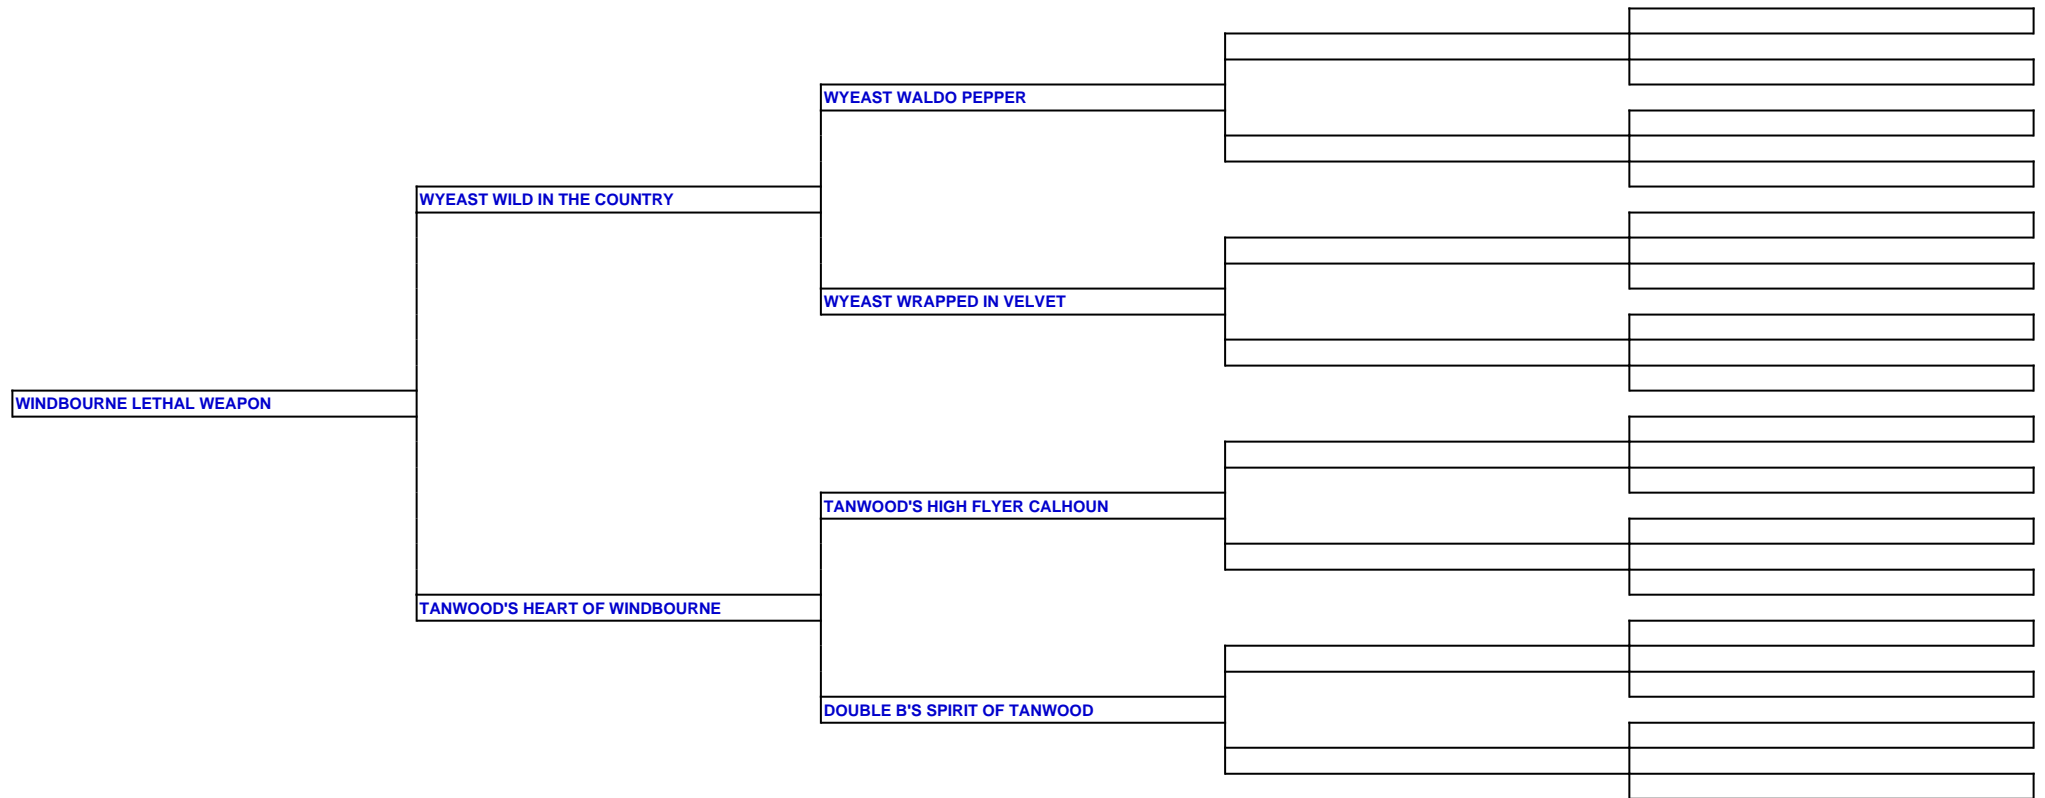 WYEAST WALDO PEPPER
WYEAST WILD IN THE COUNTRY
WYEAST WRAPPED IN VELVET
WINDBOURNE LETHAL WEAPON
TANWOOD'S HIGH FLYER CALHOUN
TANWOOD'S HEART OF WINDBOURNE
DOUBLE B'S SPIRIT OF TANWOOD